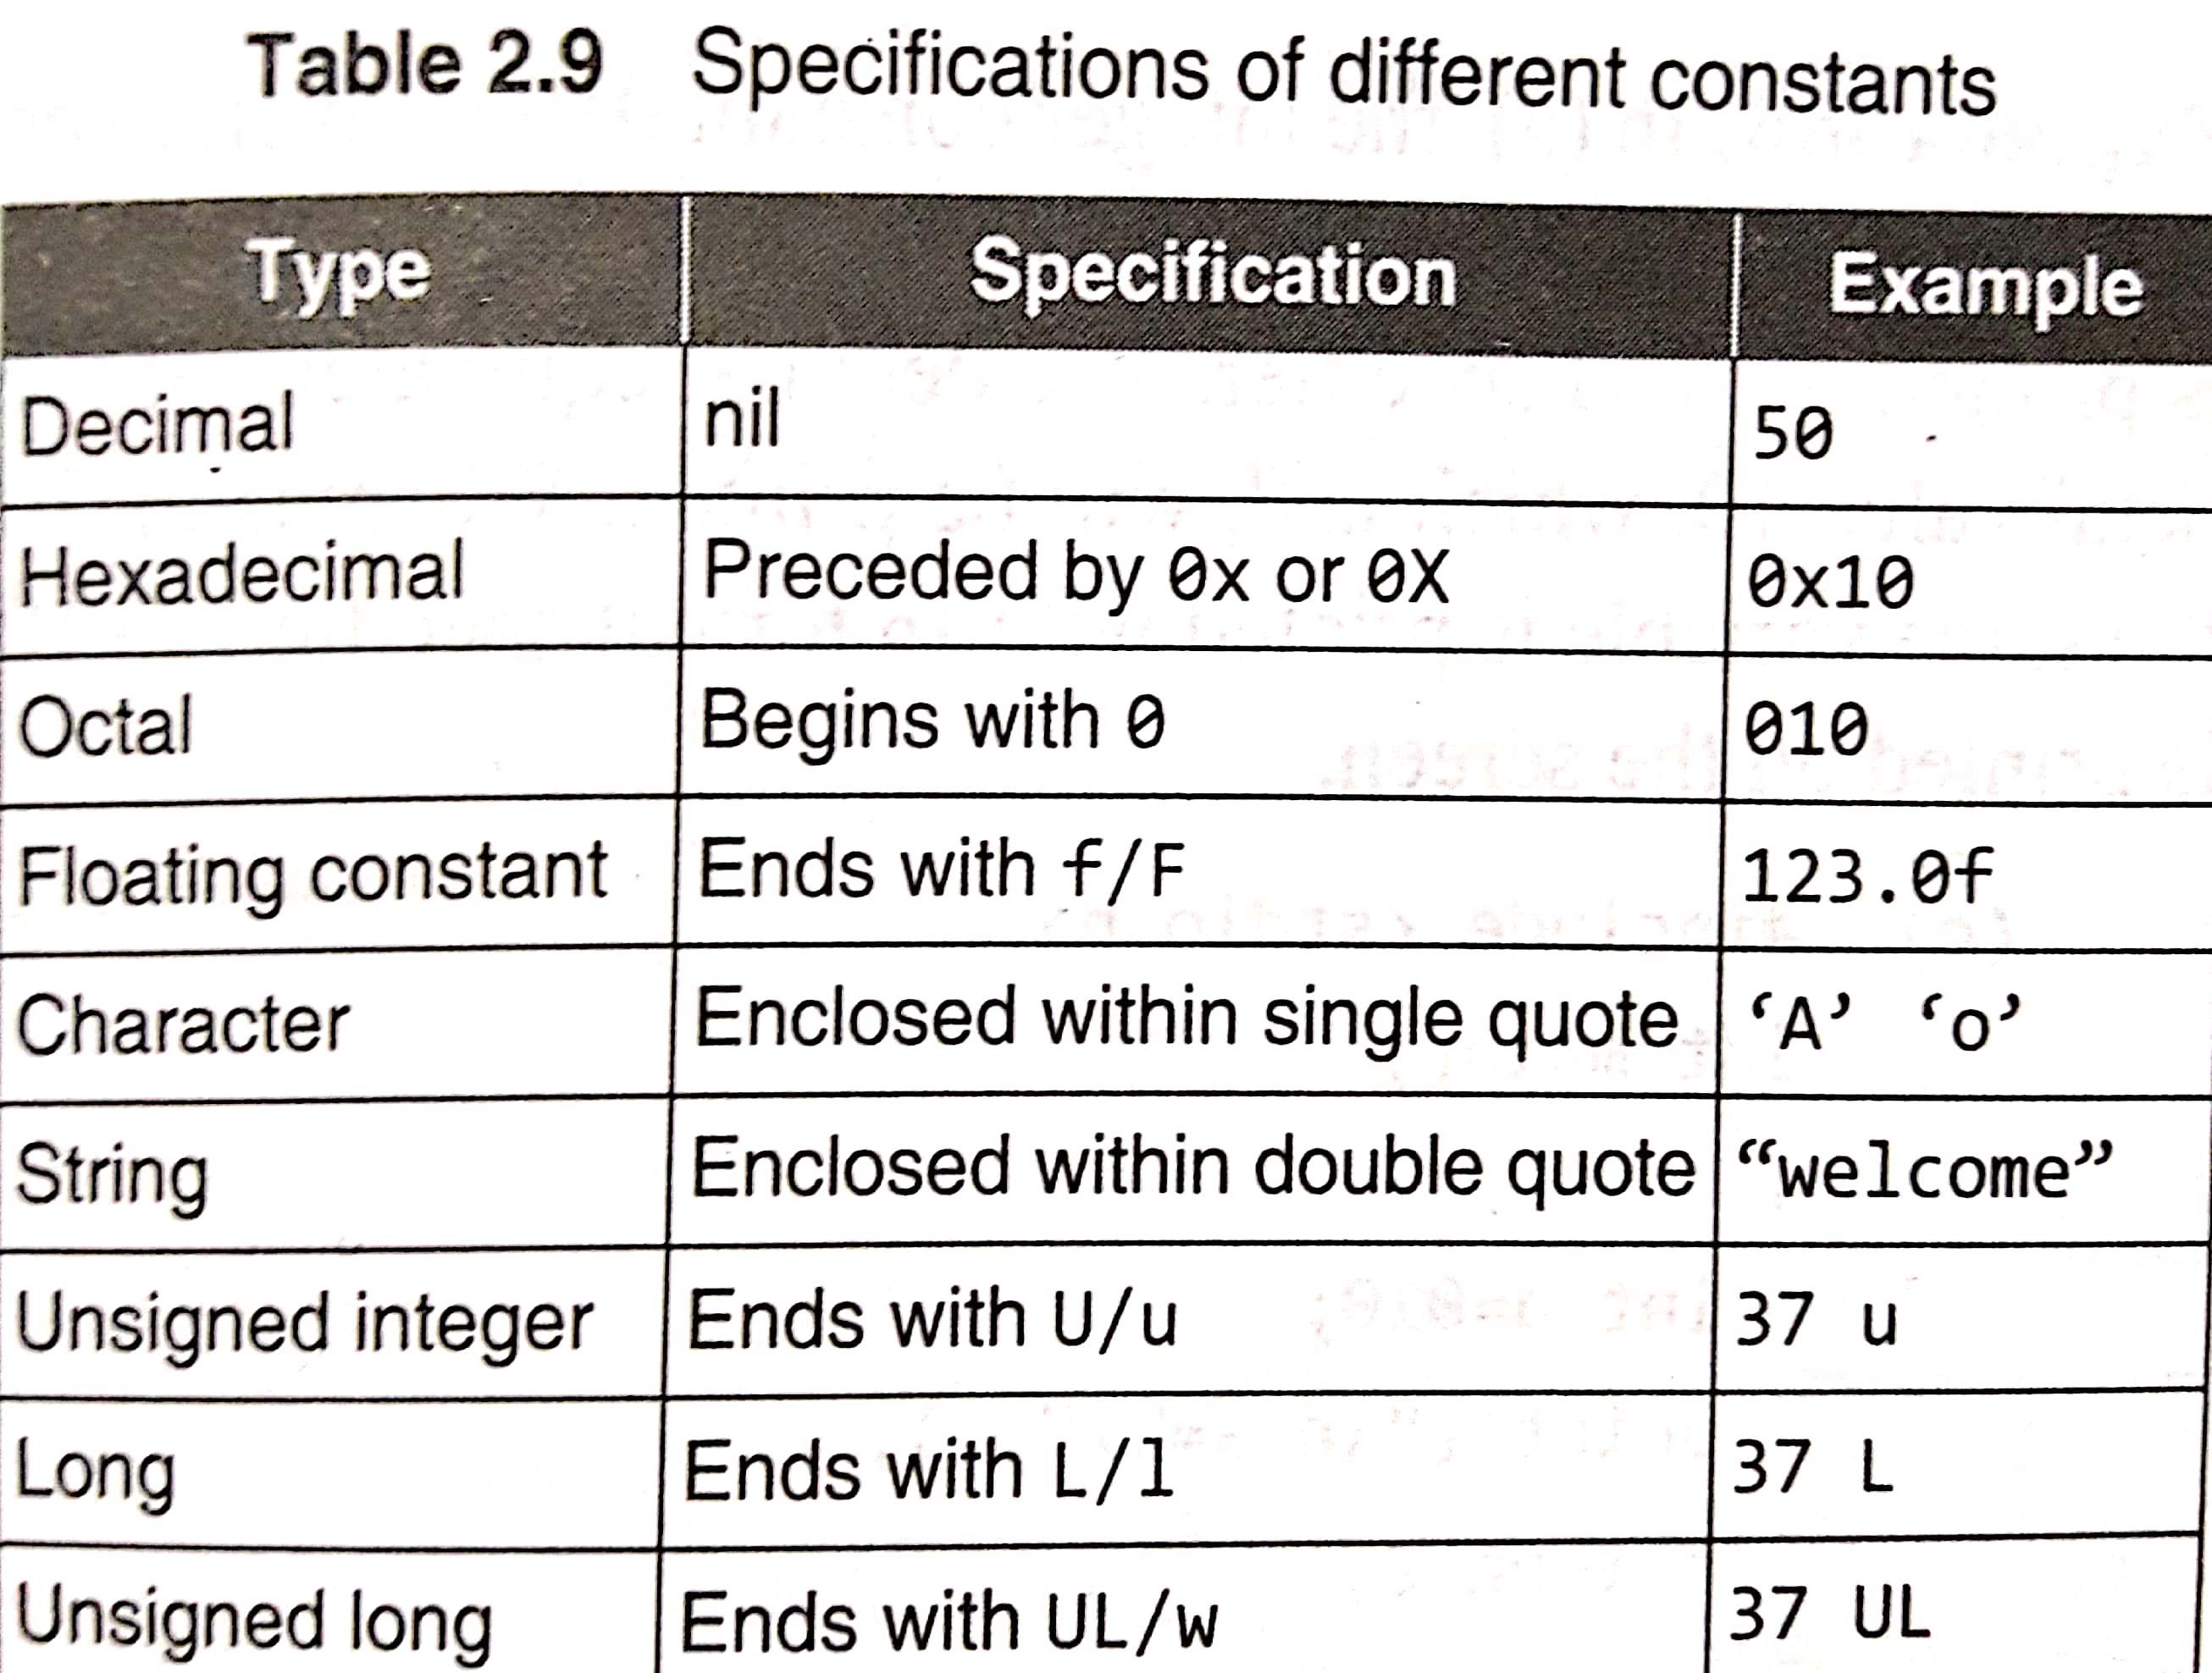 Table 2.9 Specifications of different constants
Type Specification Example
Decimal nil 50
Hexadecimal Preceded by 0x or 0X 0x10
Octal Begins with 0 010
Floating constant Ends with f/F 123.0f
Character Enclosed within single quote ‘A’ ‘o’
String Enclosed within double quote “welcome”
Unsigned integer Ends with U/u 37 u
Long Ends with L/l 37 L
Unsigned long Ends with UL/w 37 UL